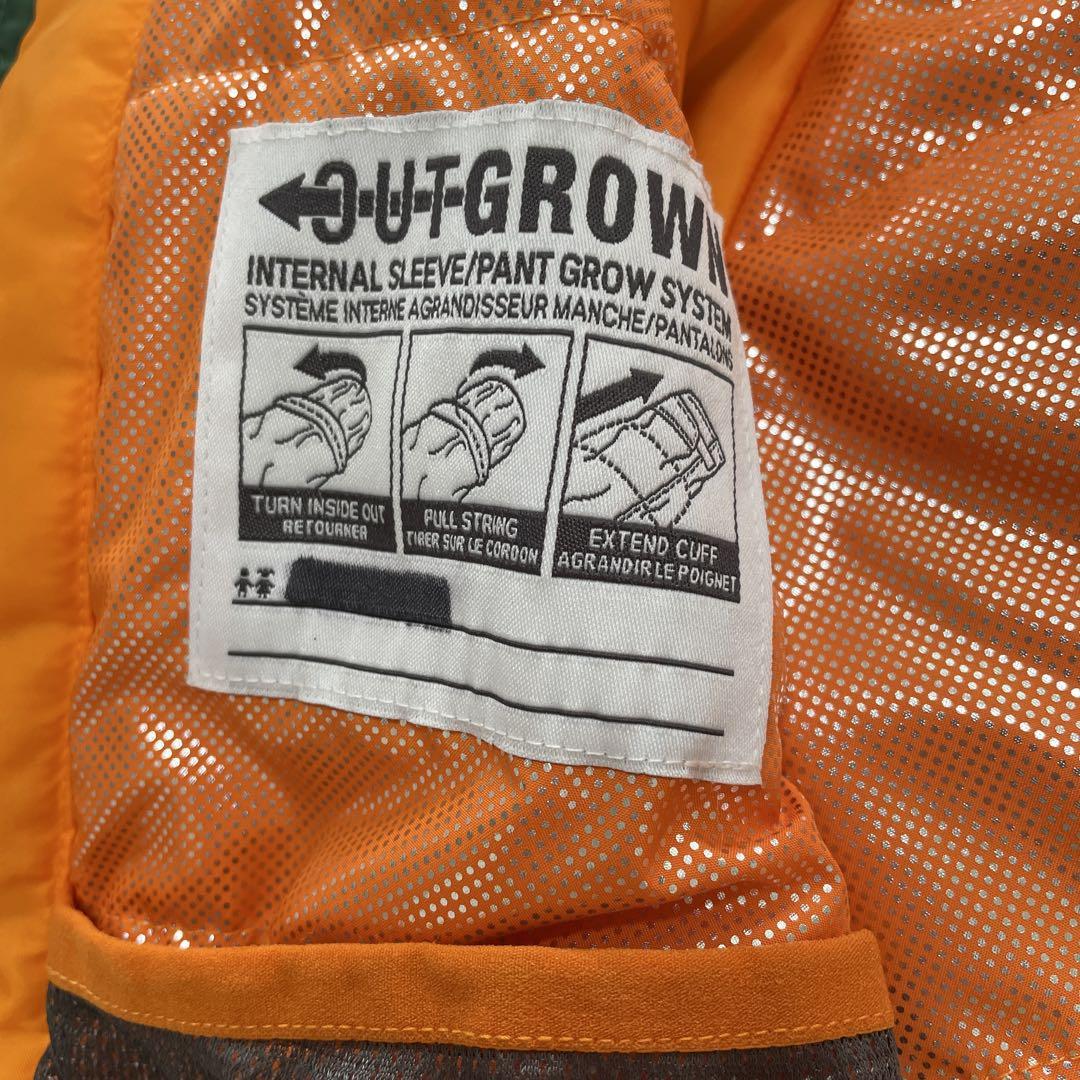 OUTGROWN
INTERNAL SLEEVE/PANT GROW SYSTEM
SYSTÈME INTERNE AGRANDISSEUR MANCHE/PANTALONS
TURN INSIDE OUT
RETOURNER
PULL STRING
TIRER SUR LE CORDON
EXTEND CUFF
AGRANDIR LE POIGNET